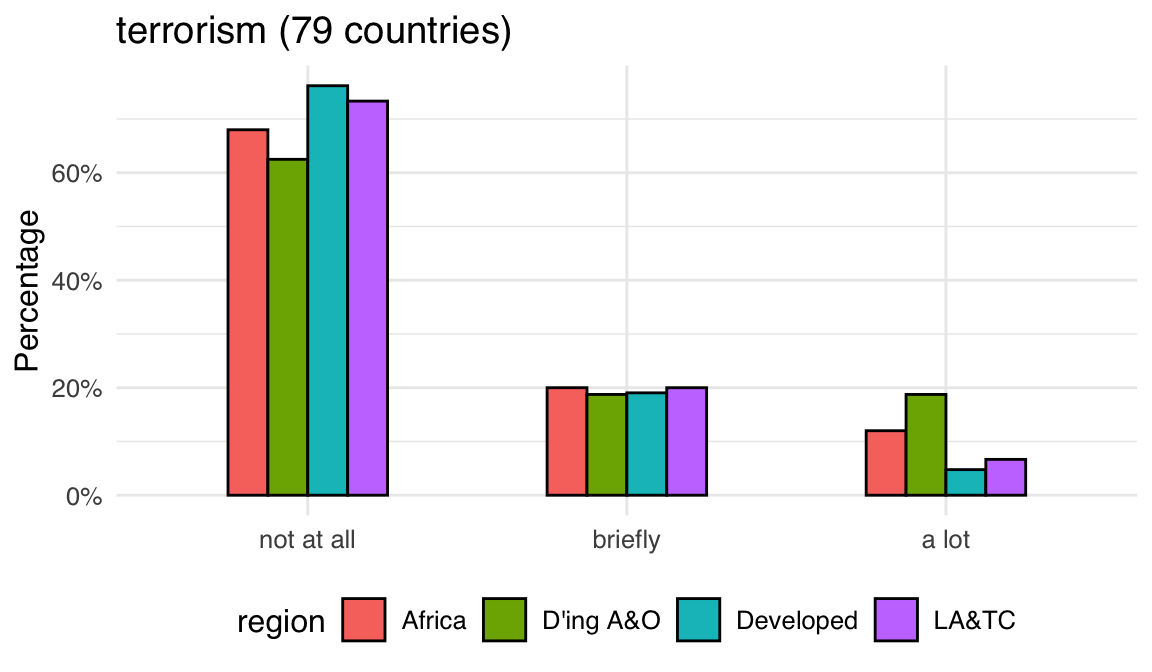 terrorism (79 countries)
Percentage
60%
40%
20%
0%
not at all briefly a lot
region Africa D'ing A&O Developed LA&TC